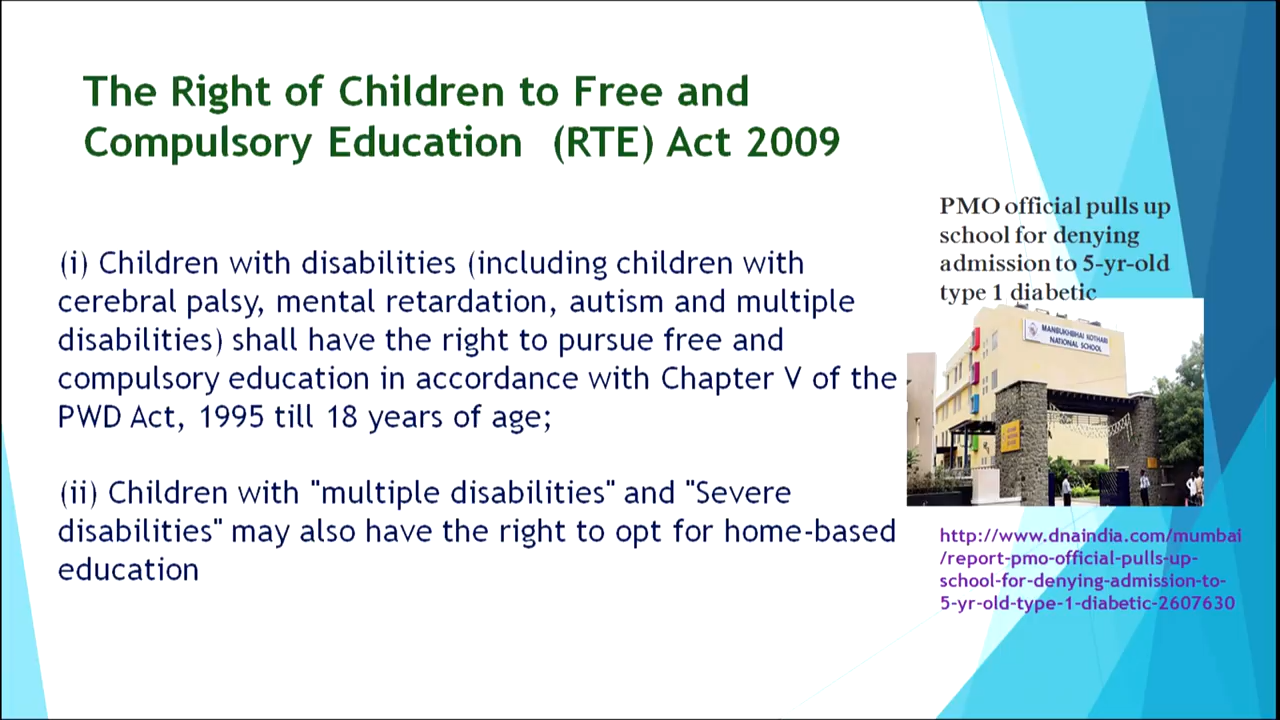 The Right of Children to Free and
Compulsory Education (RTE) Act 2009
(i) Children with disabilities (including children with
cerebral palsy, mental retardation, autism and multiple
disabilities) shall have the right to pursue free and
compulsory education in accordance with Chapter V of the
PWD Act, 1995 till 18 years of age;
(ii) Children with "multiple disabilities" and "Severe
disabilities" may also have the right to opt for home-based
education
PMO official pulls up
school for denying
admission to 5-yr-old
type 1 diabetic
MANSUKHBHAI KOTHARI
NATIONAL SCHOOL
http://www.dnaindia.com/mumbai
/report-pmo-official-pulls-up-
school-for-denying-admission-to-
5-yr-old-type-1-diabetic-2607630